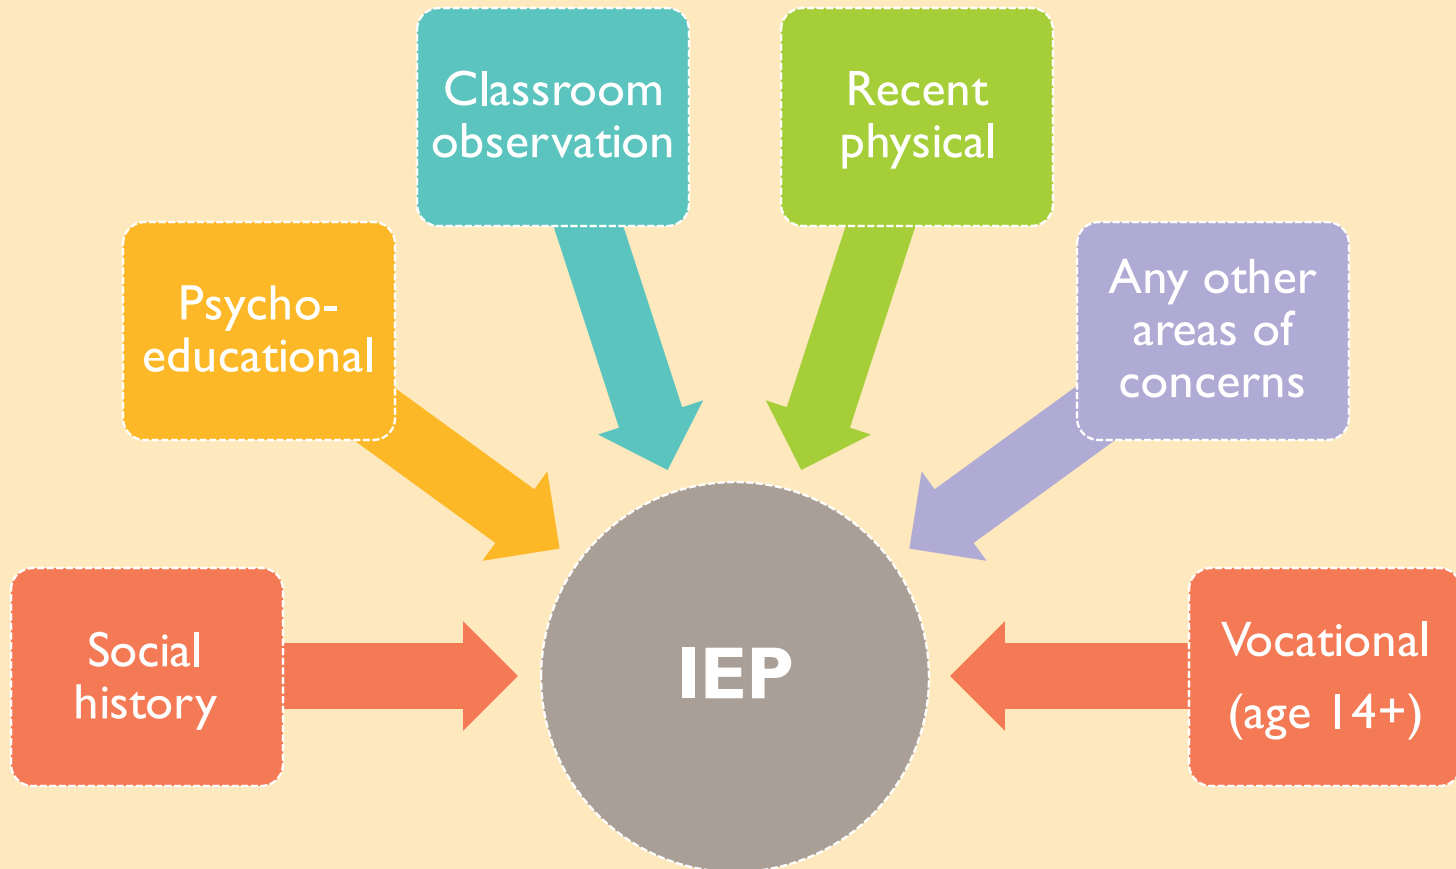 Classroom
observation
Recent
physical
Psycho-
educational
Any other
areas of
concerns
Social
history
IEP
Vocational
(age 14+)